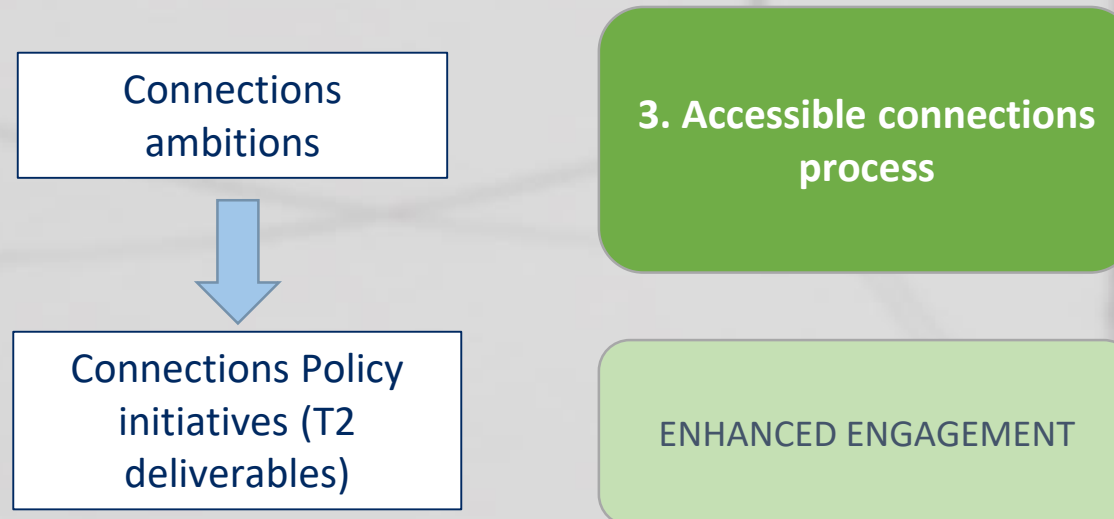 Connections
ambitions
3. Accessible connections
process
Connections Policy
initiatives (T2
deliverables)
ENHANCED ENGAGEMENT